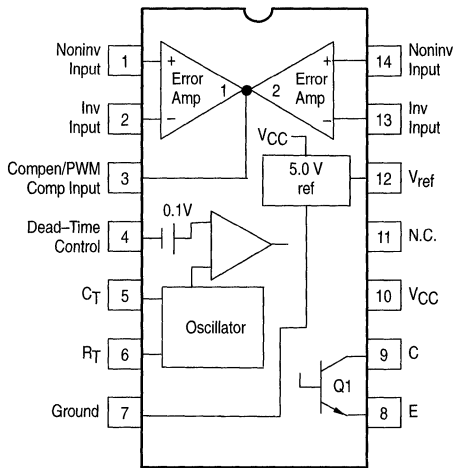 Noninv
Input
1
+
Error
Amp
1
2
Error
Amp
+
14
Noninv
Input
Inv
Input
2
–
–
13
Inv
Input
Compen/PWM
Comp Input
3
VCC
5.0 V
ref
12
Vref
Dead–Time
Control
4
0.1V
11
N.C.
CT
5
Oscillator
10
VCC
RT
6
Q1
9
C
Ground
7
8
E